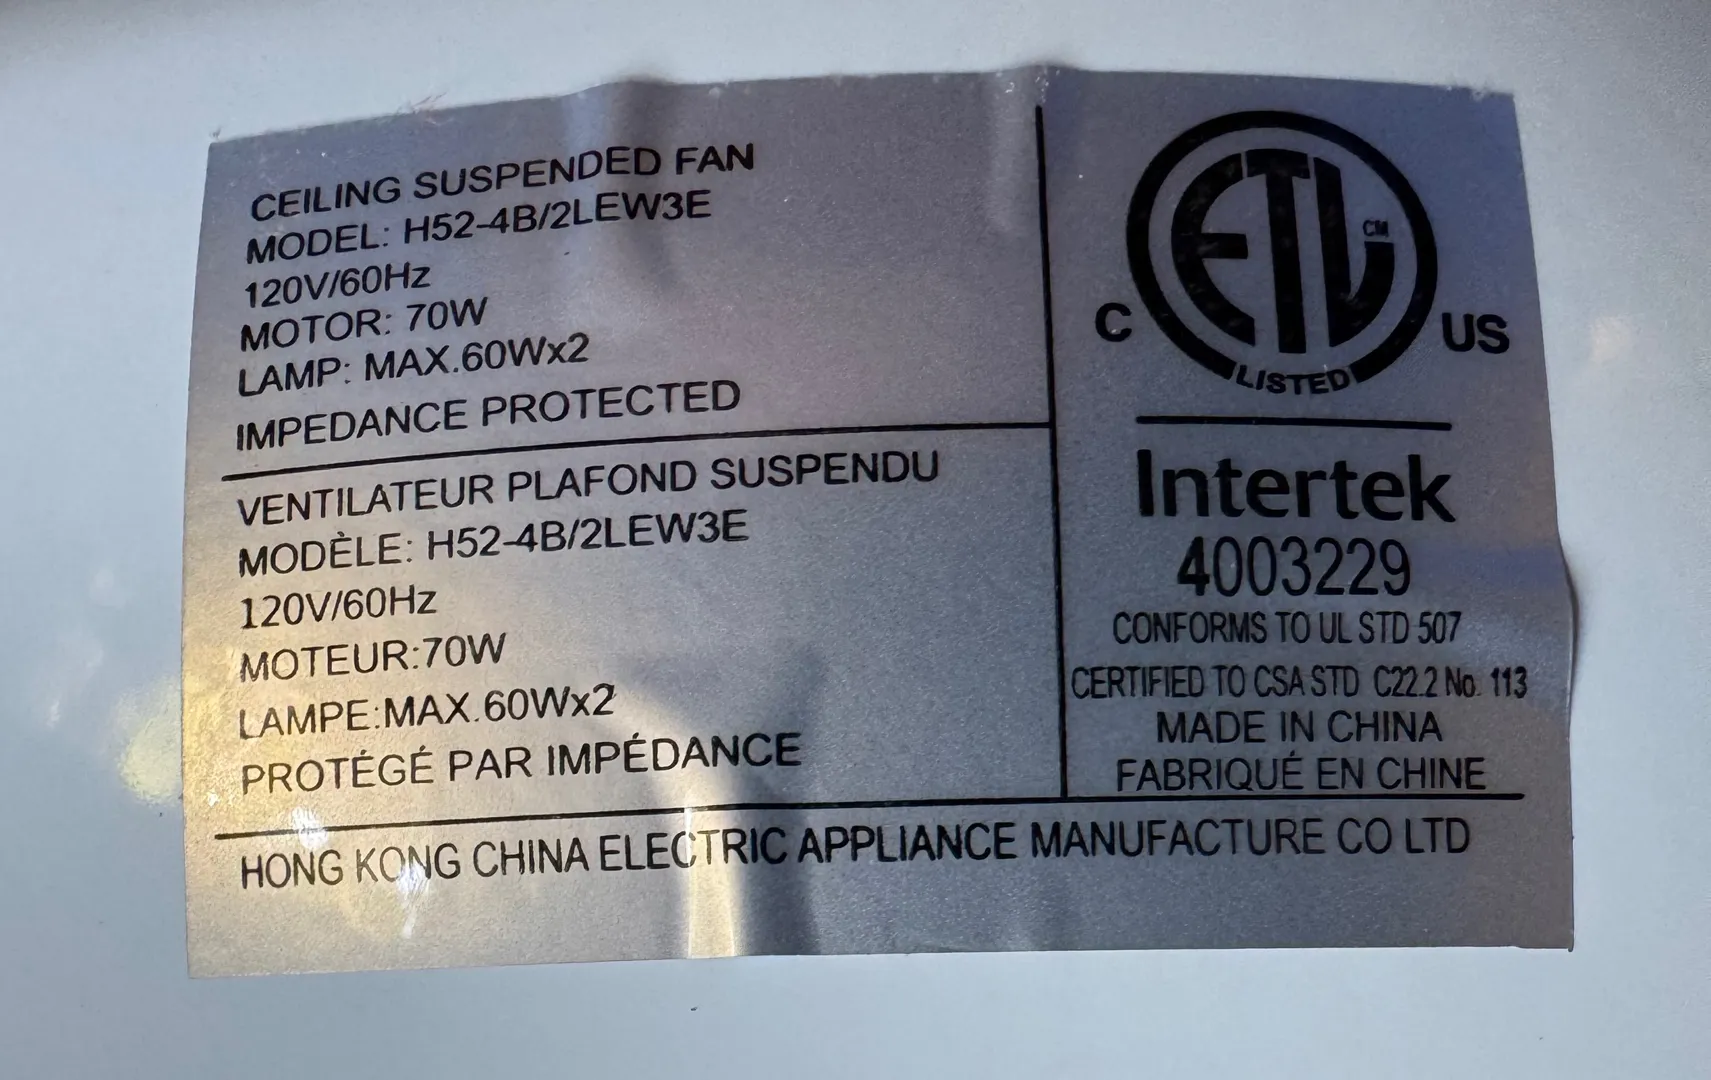 CEILING SUSPENDED FAN
MODEL: H52-4B/2LEW3E
120V/60Hz
MOTOR: 70W
LAMP: MAX.60Wx2
IMPEDANCE PROTECTED
VENTILATEUR PLAFOND SUSPENDU
MODÈLE: H52-4B/2LEW3E
120V/60Hz
MOTEUR:70W
LAMPE:MAX.60Wx2
PROTÉGÉ PAR IMPÉDANCE
ETL CM
C US
LISTED
Intertek
4003229
CONFORMS TO UL STD 507
CERTIFIED TO CSA STD C22.2 No. 113
MADE IN CHINA
FABRIQUÉ EN CHINE
HONG KONG CHINA ELECTRIC APPLIANCE MANUFACTURE CO LTD